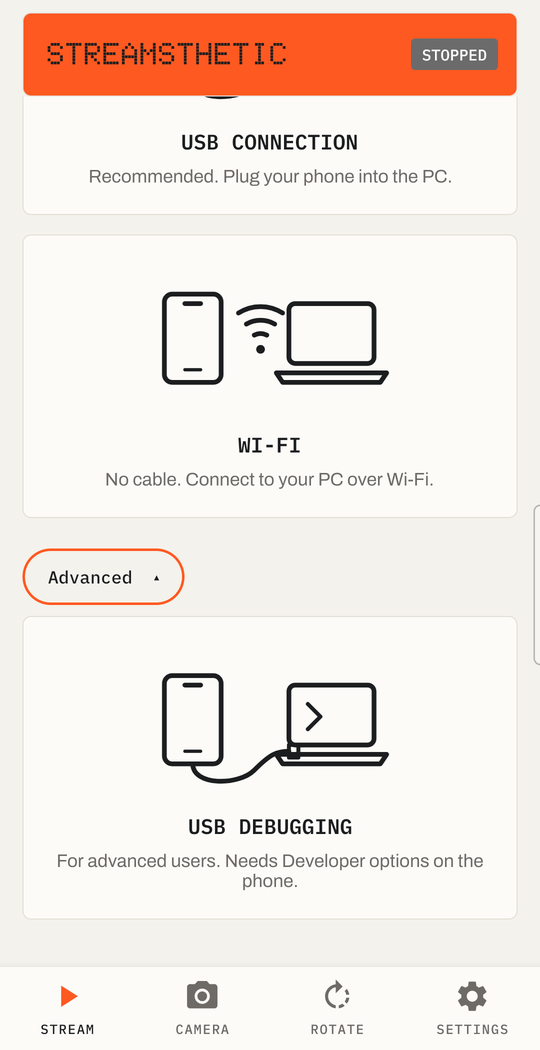 STREAMSTHETIC
STOPPED
USB CONNECTION
Recommended. Plug your phone into the PC.
WI-FI
No cable. Connect to your PC over Wi-Fi.
Advanced
USB DEBUGGING
For advanced users. Needs Developer options on the
phone.
STREAM
CAMERA
ROTATE
SETTINGS